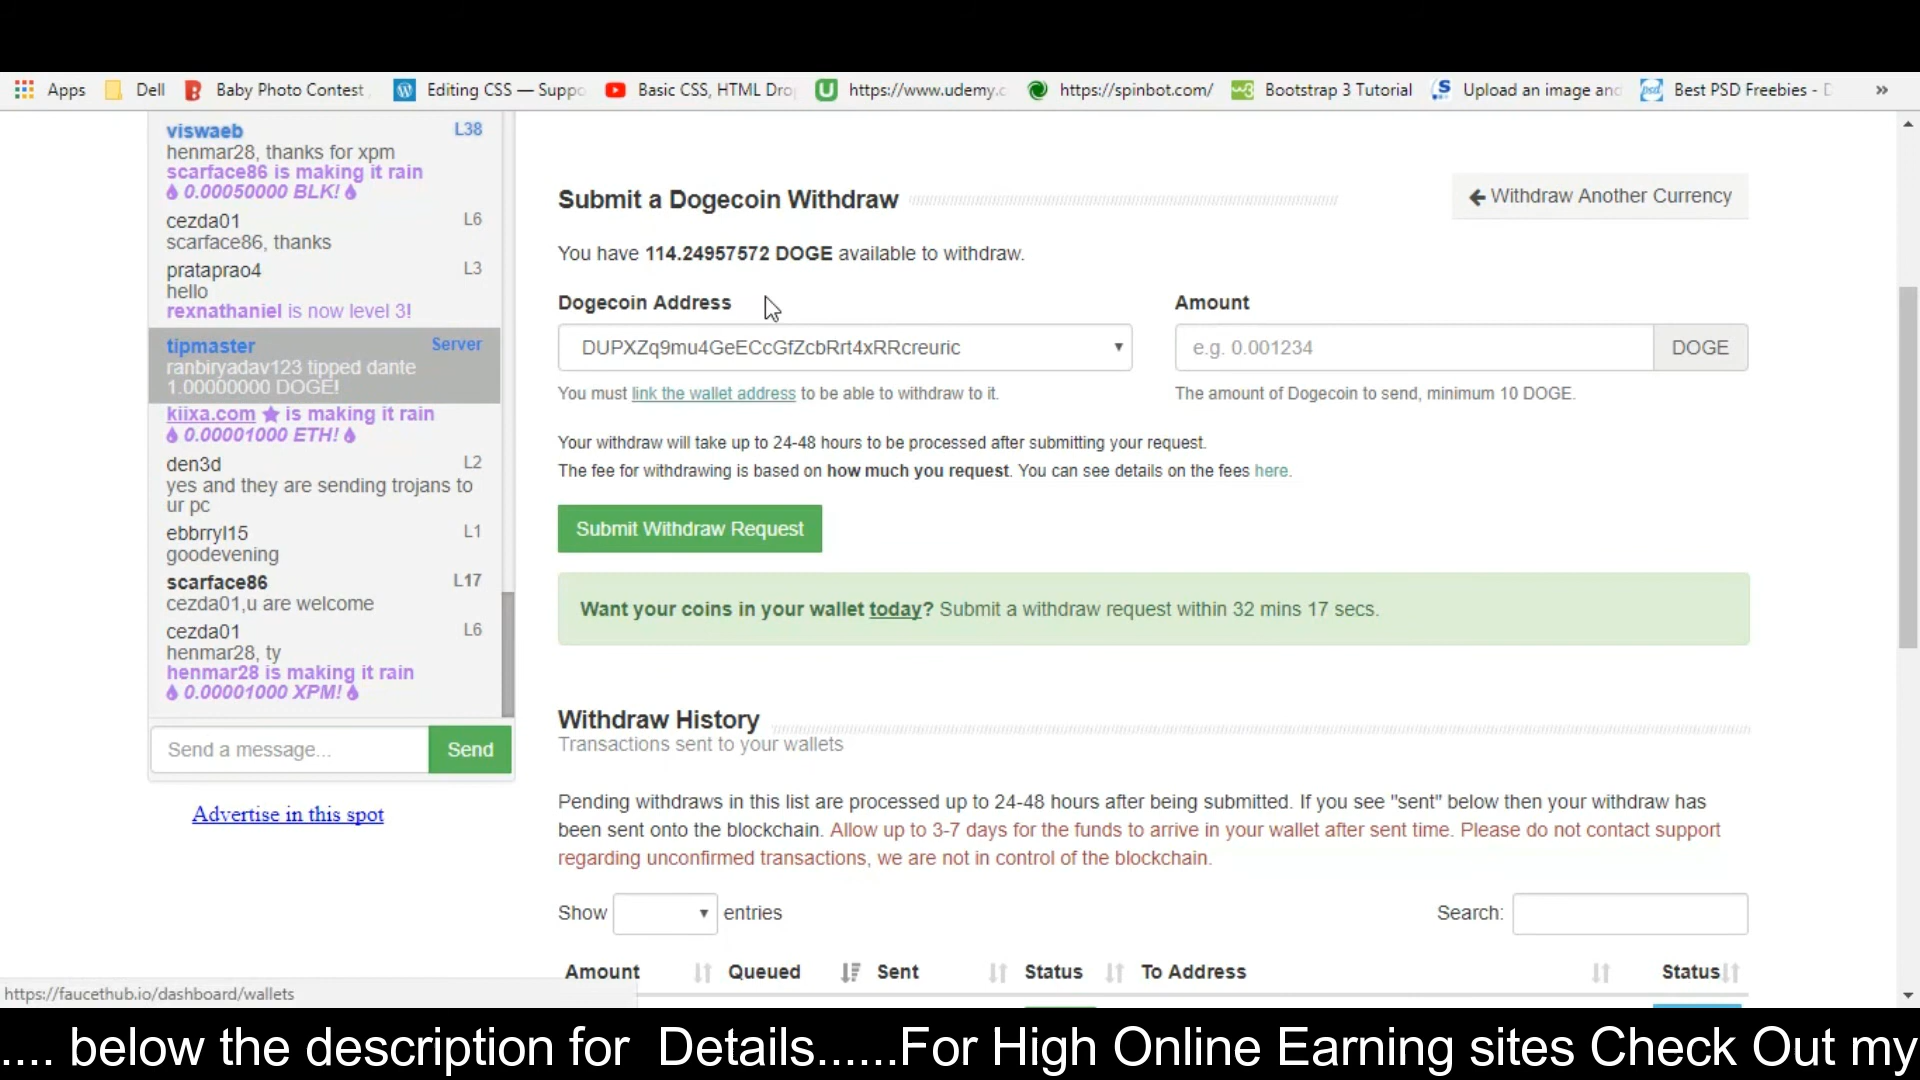 Apps Dell Baby Photo Contest Editing CSS — Suppo Basic CSS, HTML Dro https://www.udemy.c https://spinbot.com/ Bootstrap 3 Tutorial Upload an image and Best PSD Freebies - D »
viswaeb L38
henmar28, thanks for xpm
scarface86 is making it rain
0.00050000 BLK!
cezda01 L6
scarface86, thanks
prataprao4 L3
hello
rexnathaniel is now level 3!
tipmaster Server
ranbiryadav123 tipped dante
1.00000000 DOGE!
kiixa.com ★ is making it rain
0.00001000 ETH!
den3d L2
yes and they are sending trojans to
ur pc
ebbrryl15 L1
goodevening
scarface86 L17
cezda01,u are welcome
cezda01 L6
henmar28, ty
henmar28 is making it rain
0.00001000 XPM!
Send a message... Send
Advertise in this spot
Submit a Dogecoin Withdraw
Withdraw Another Currency
You have 114.24957572 DOGE available to withdraw.
Dogecoin Address Amount
DUPXZq9mu4GeECcGfZcbRrt4xRRcreuric e.g. 0.001234 DOGE
You must link the wallet address to be able to withdraw to it. The amount of Dogecoin to send, minimum 10 DOGE.
Your withdraw will take up to 24-48 hours to be processed after submitting your request.
The fee for withdrawing is based on how much you request. You can see details on the fees here.
Submit Withdraw Request
Want your coins in your wallet today? Submit a withdraw request within 32 mins 17 secs.
Withdraw History
Transactions sent to your wallets
Pending withdraws in this list are processed up to 24-48 hours after being submitted. If you see "sent" below then your withdraw has
been sent onto the blockchain. Allow up to 3-7 days for the funds to arrive in your wallet after sent time. Please do not contact support
regarding unconfirmed transactions, we are not in control of the blockchain.
Show entries Search:
Amount Queued Sent Status To Address Status
https://faucethub.io/dashboard/wallets
.... below the description for Details......For High Online Earning sites Check Out my